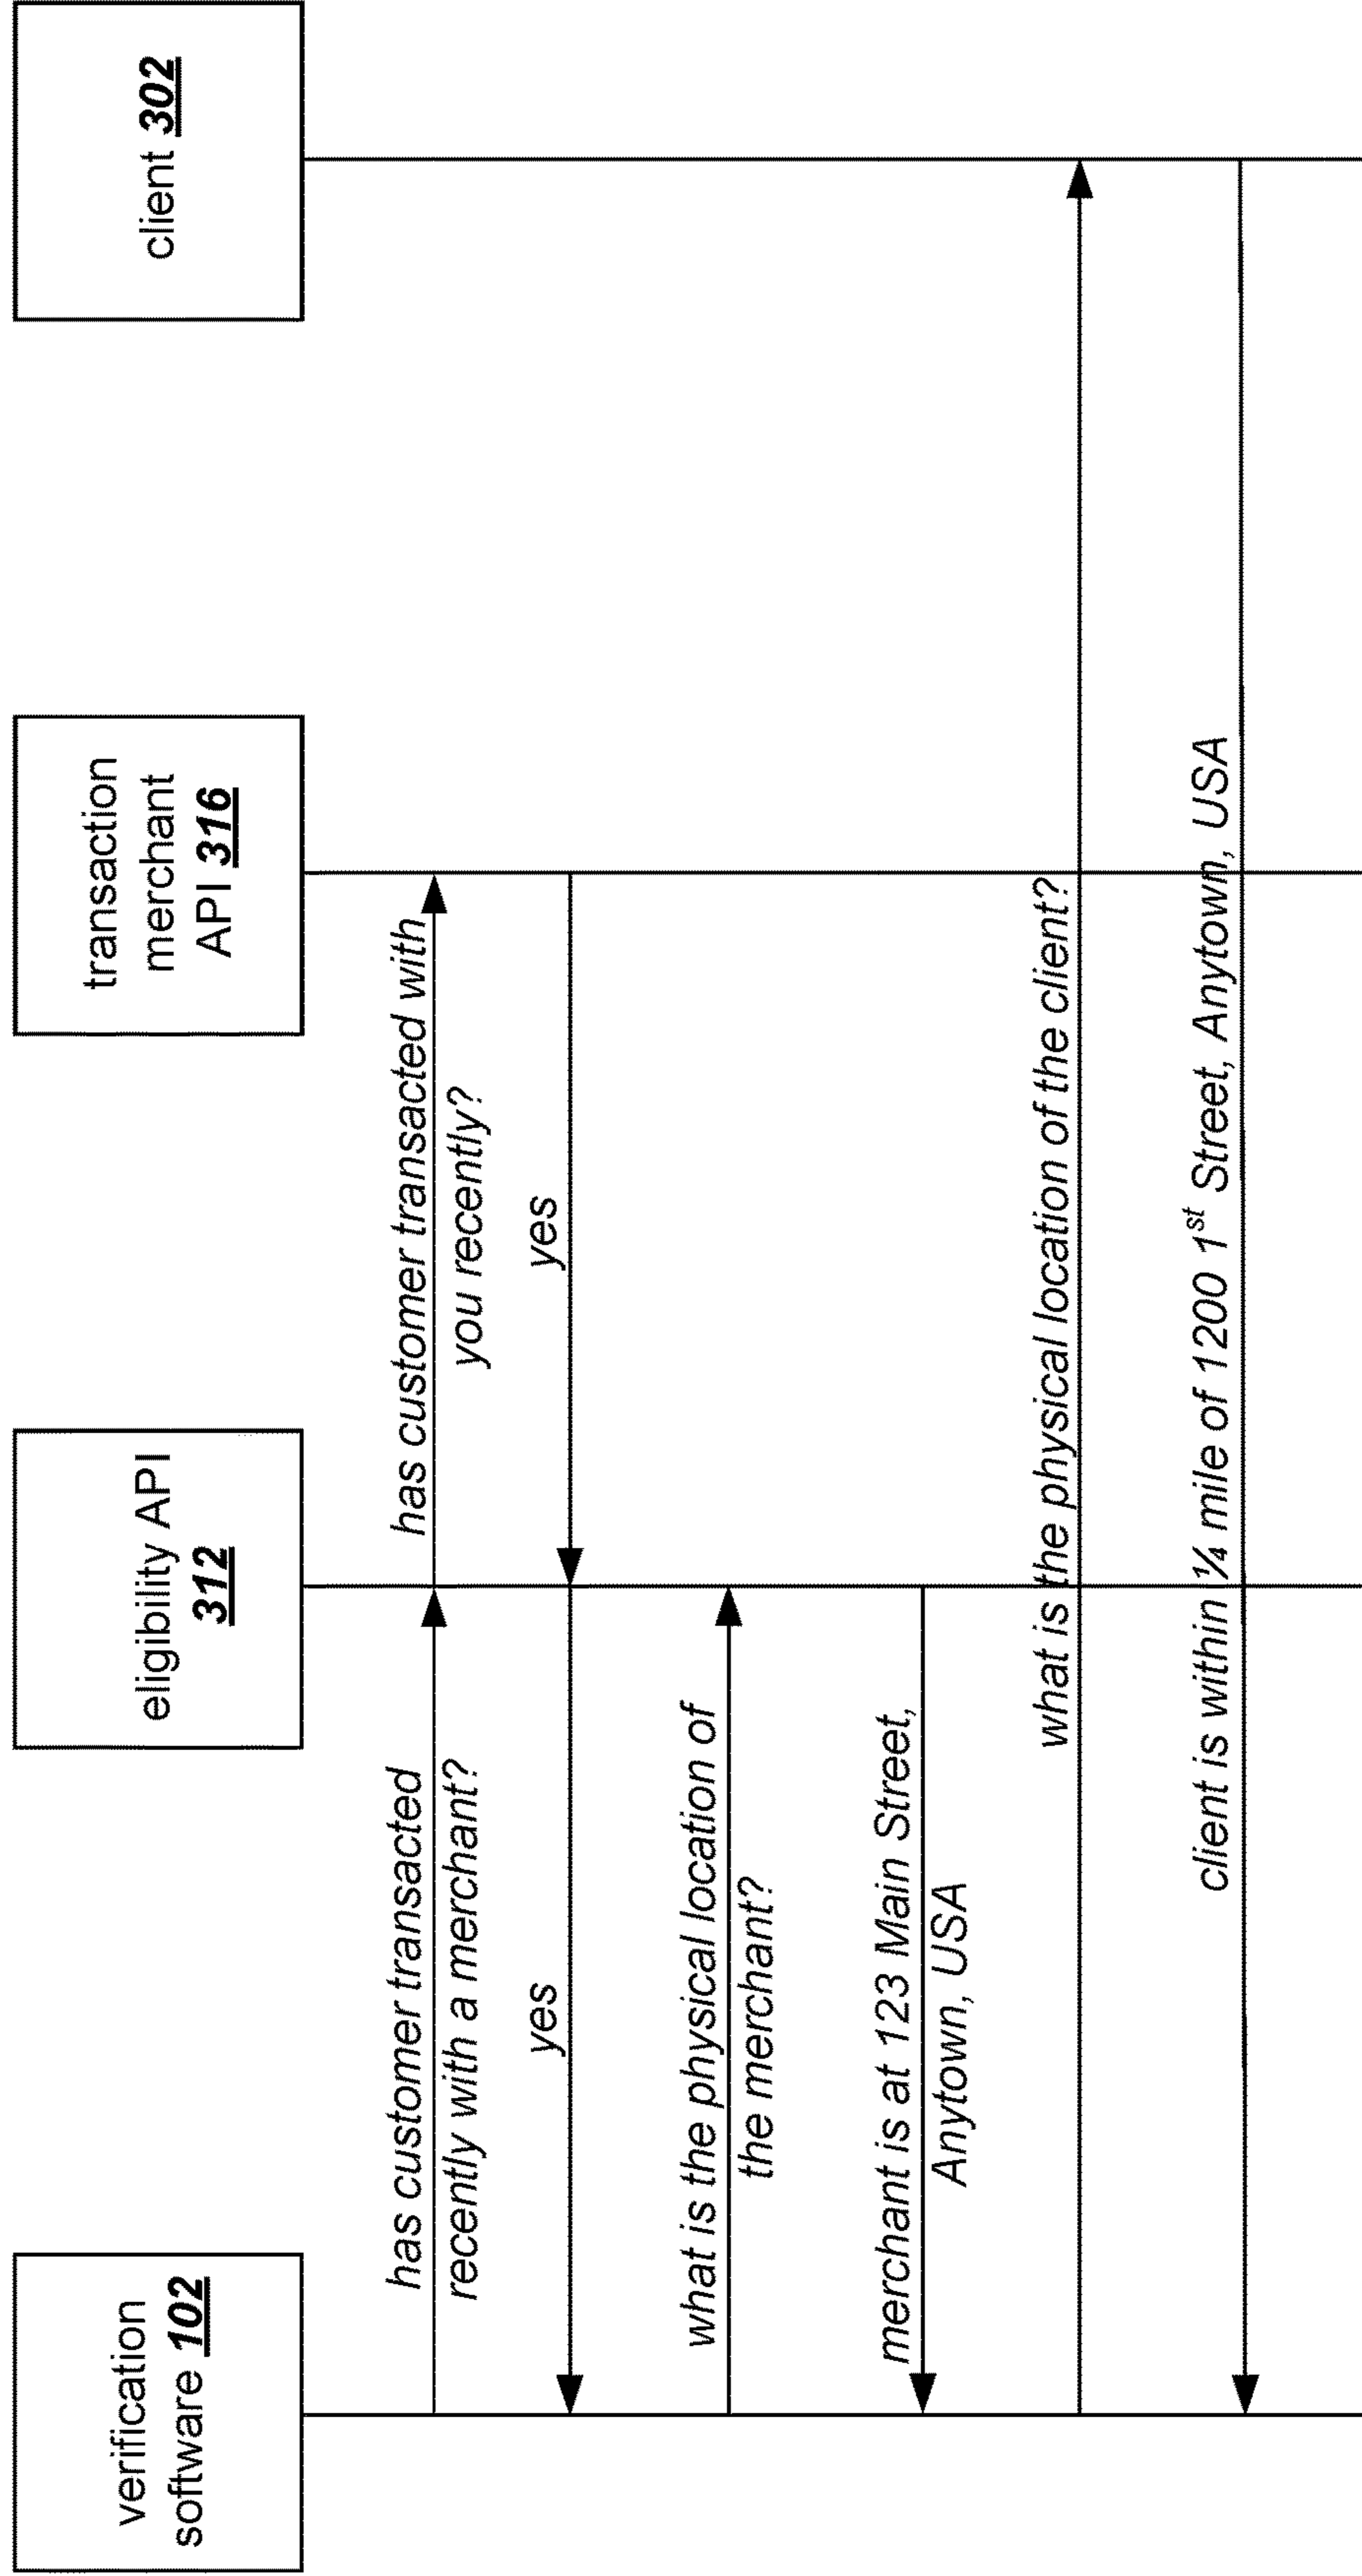 verification
software 102
eligibility API
312
transaction
merchant
API 316
client 302
has customer transacted
recently with a merchant?
has customer transacted with
you recently?
yes
yes
what is the physical location of
the merchant?
merchant is at 123 Main Street,
Anytown, USA
what is the physical location of the client?
client is within ¼ mile of 1200 1st Street, Anytown, USA